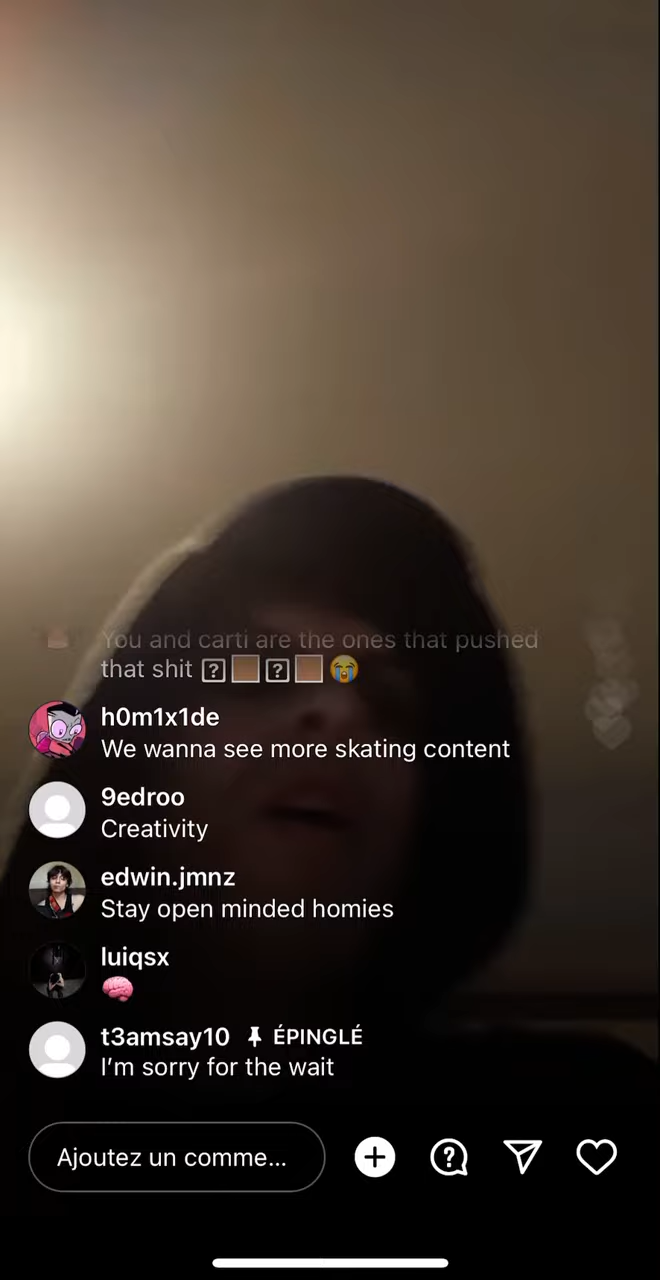 You and carti are the ones that pushed
that shit 😭
h0m1x1de
We wanna see more skating content
9edroo
Creativity
edwin.jmnz
Stay open minded homies
luiqsx
🧠
t3amsay10 ÉPINGLÉ
I’m sorry for the wait
Ajoutez un comme...